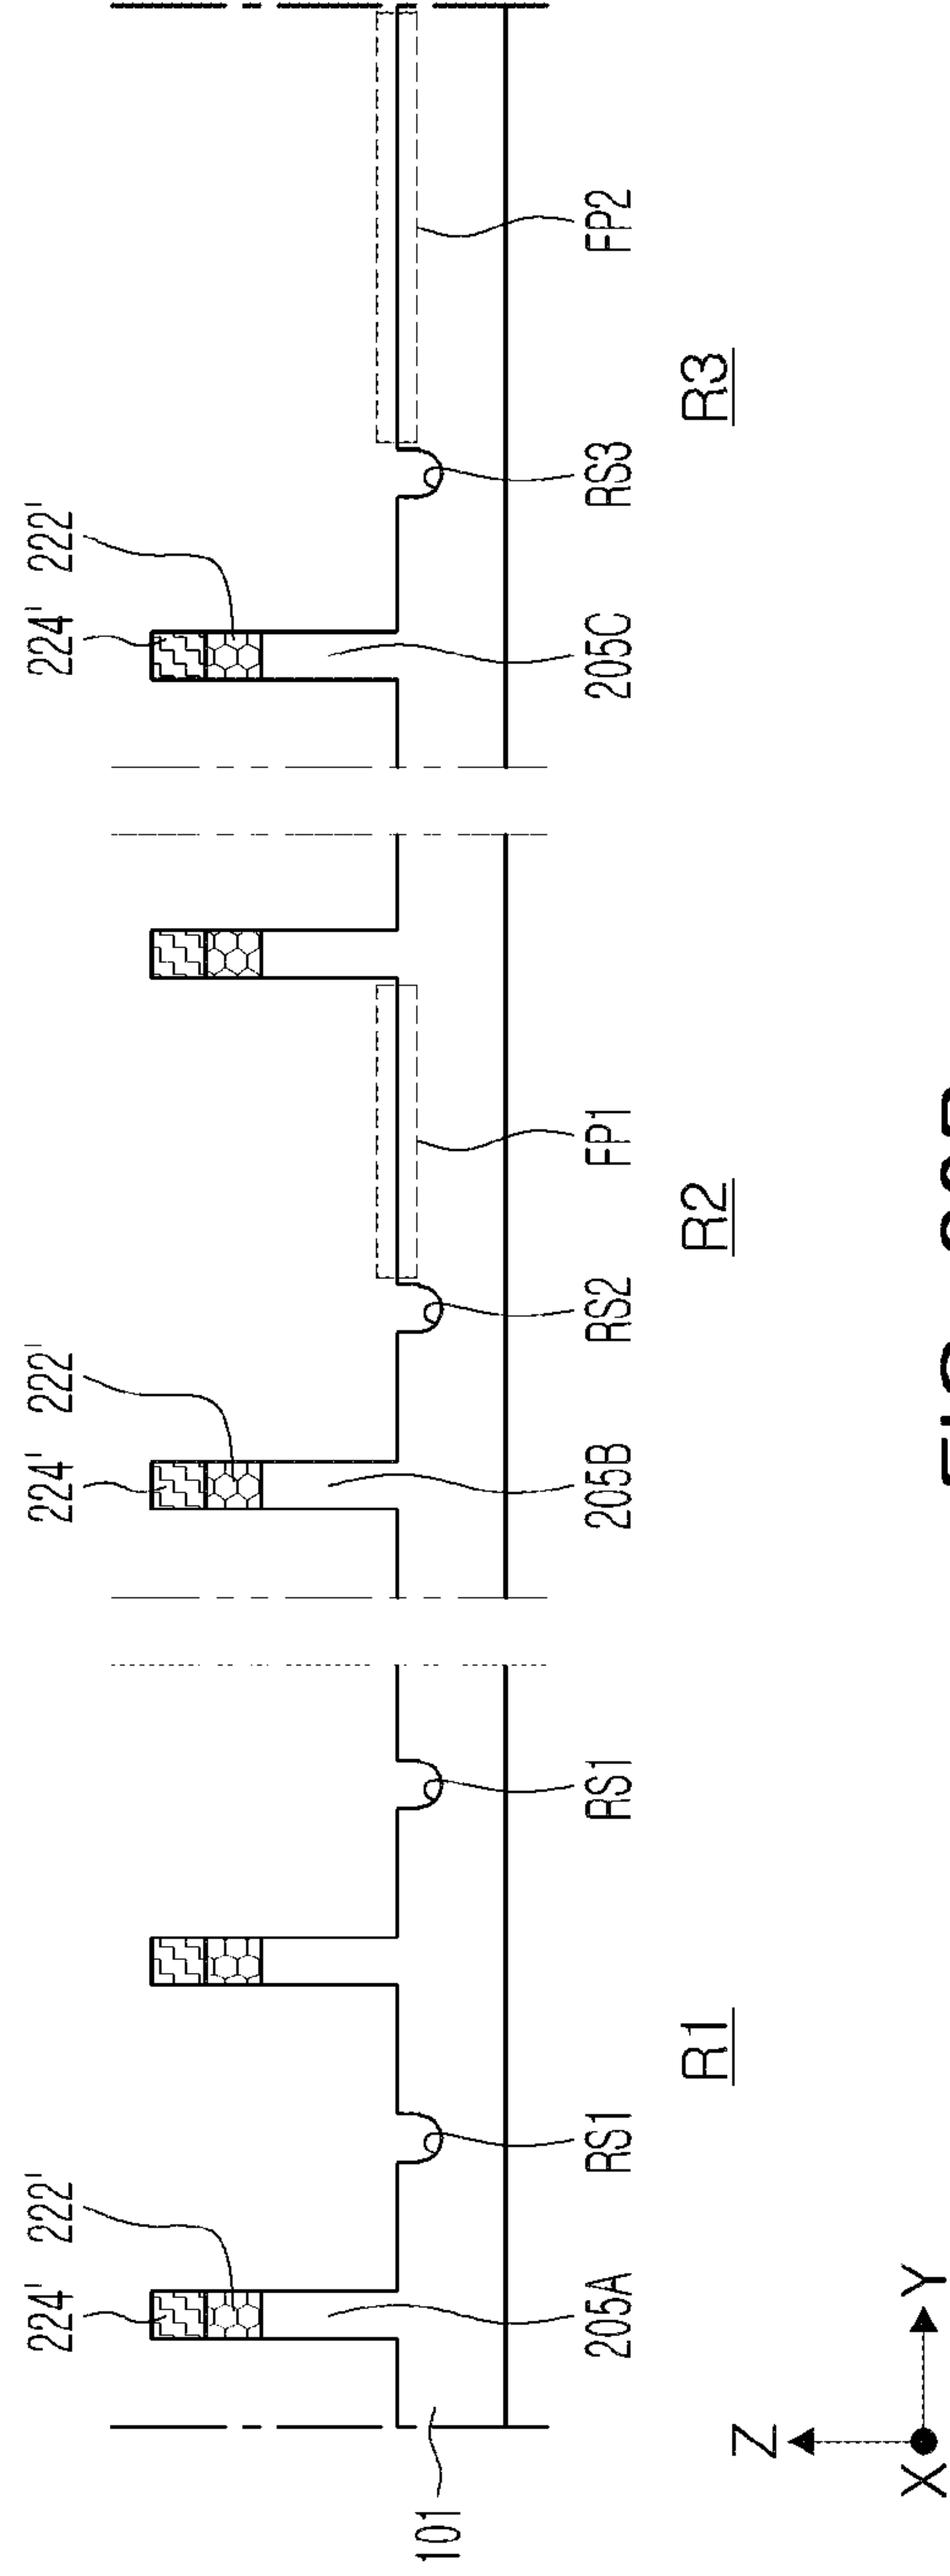 224' 222' 224' 222' 224' 222'
101
205A RS1 RS1 205B RS2 FP1 205C RS3 FP2
R1 R2 R3
Z
X Y